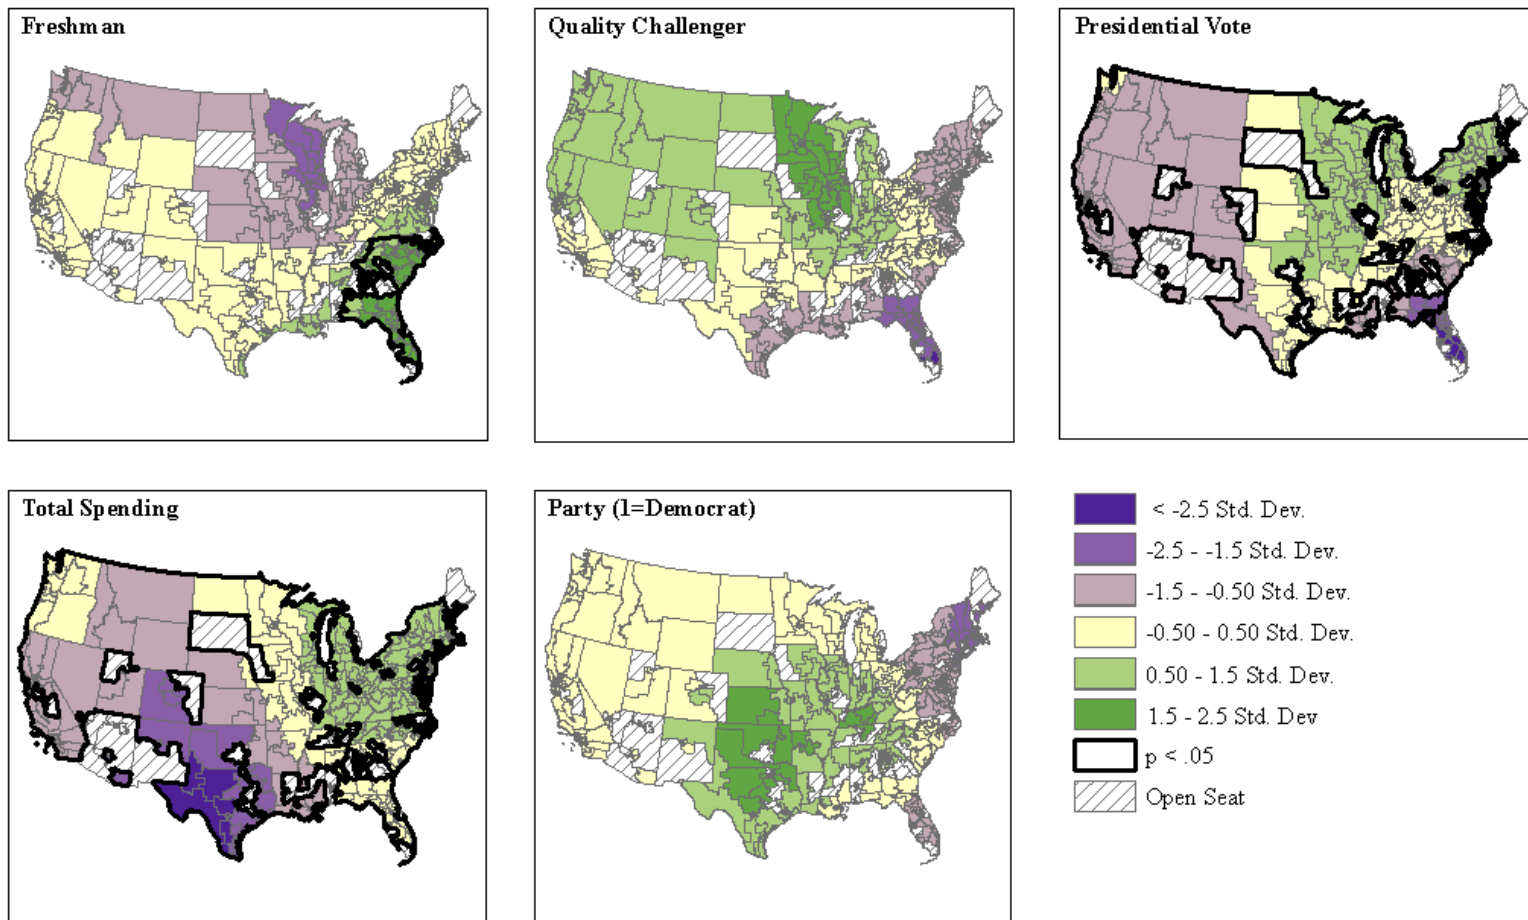 Freshman
Quality Challenger
Presidential Vote
Total Spending
Party (1=Democrat)
< -2.5 Std. Dev.
-2.5 - -1.5 Std. Dev.
-1.5 - -0.50 Std. Dev.
-0.50 - 0.50 Std. Dev.
0.50 - 1.5 Std. Dev.
1.5 - 2.5 Std. Dev
p < .05
Open Seat